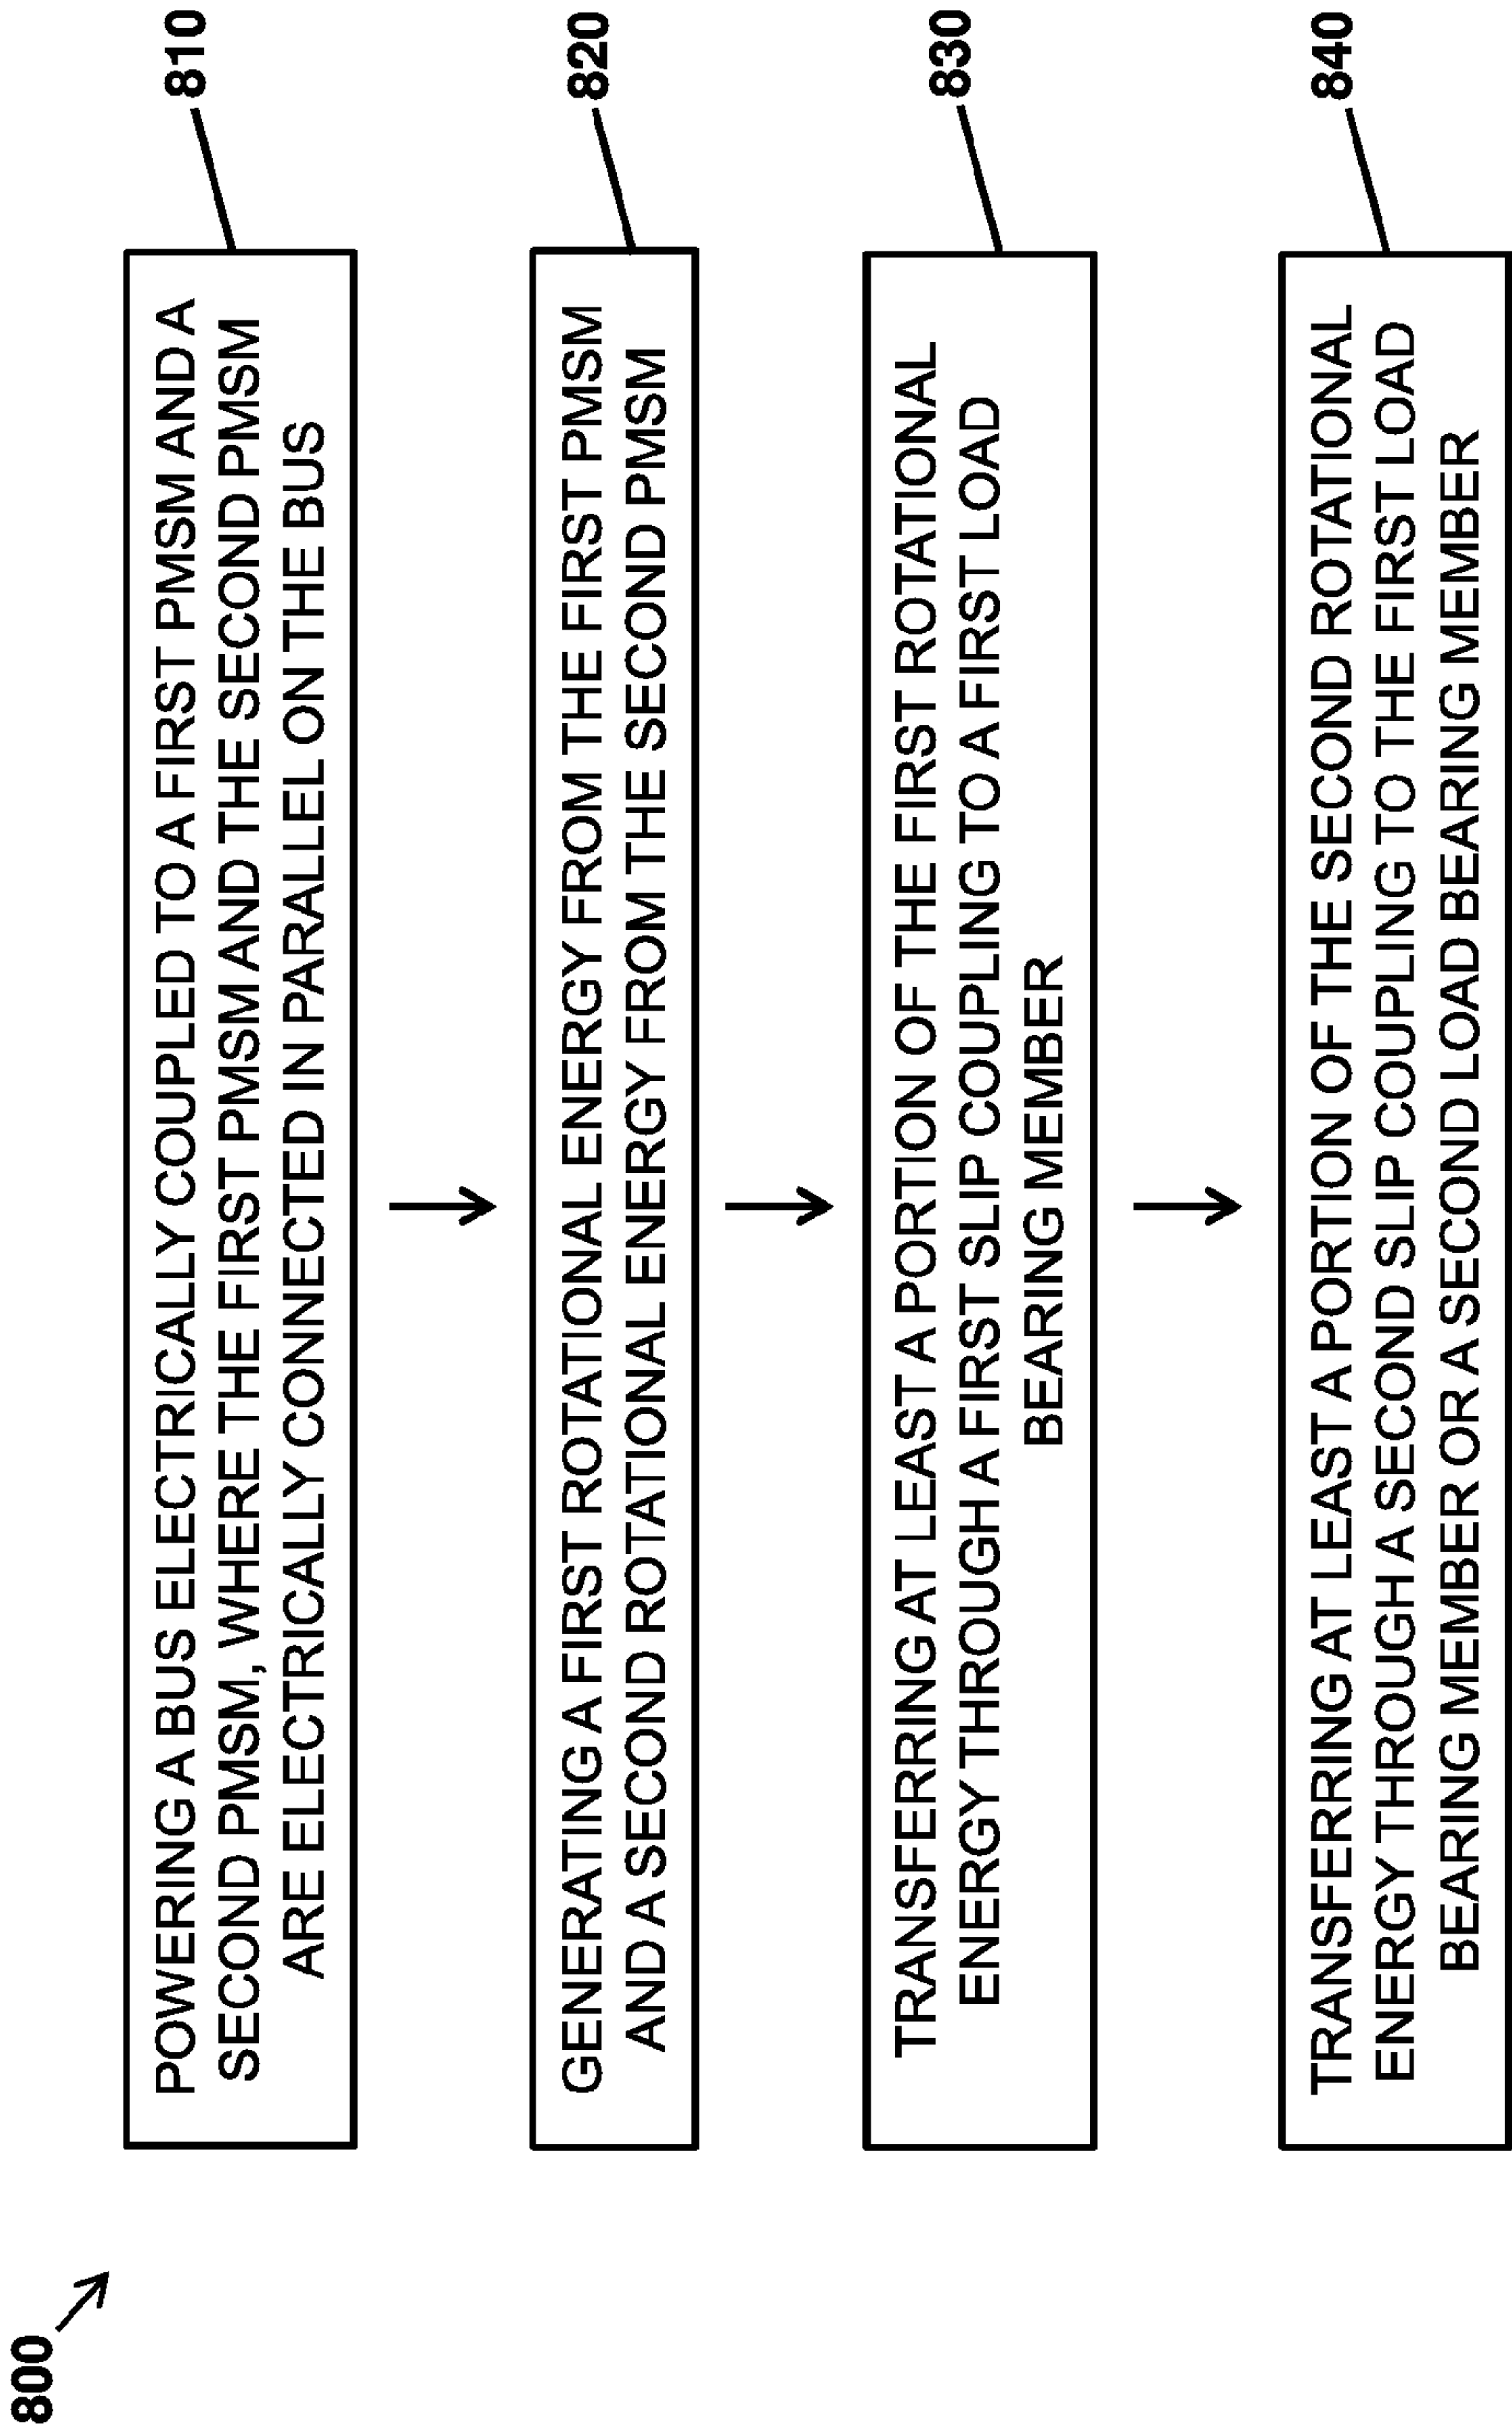 800
810
POWERING A BUS ELECTRICALLY COUPLED TO A FIRST PMSM AND A
SECOND PMSM, WHERE THE FIRST PMSM AND THE SECOND PMSM
ARE ELECTRICALLY CONNECTED IN PARALLEL ON THE BUS
820
GENERATING A FIRST ROTATIONAL ENERGY FROM THE FIRST PMSM
AND A SECOND ROTATIONAL ENERGY FROM THE SECOND PMSM
830
TRANSFERRING AT LEAST A PORTION OF THE FIRST ROTATIONAL
ENERGY THROUGH A FIRST SLIP COUPLING TO A FIRST LOAD
BEARING MEMBER
840
TRANSFERRING AT LEAST A PORTION OF THE SECOND ROTATIONAL
ENERGY THROUGH A SECOND SLIP COUPLING TO THE FIRST LOAD
BEARING MEMBER OR A SECOND LOAD BEARING MEMBER